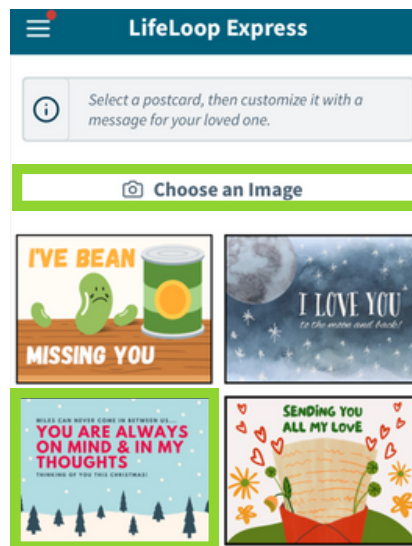 LifeLoop Express
Select a postcard, then customize it with a
message for your loved one.
Choose an Image
I'VE BEAN
MISSING YOU
I LOVE YOU
to the moon and back!
MILES CAN NEVER COME IN BETWEEN US...
YOU ARE ALWAYS
ON MIND & IN MY
THOUGHTS
THINKING OF YOU THIS CHRISTMAS!
SENDING YOU
ALL MY LOVE